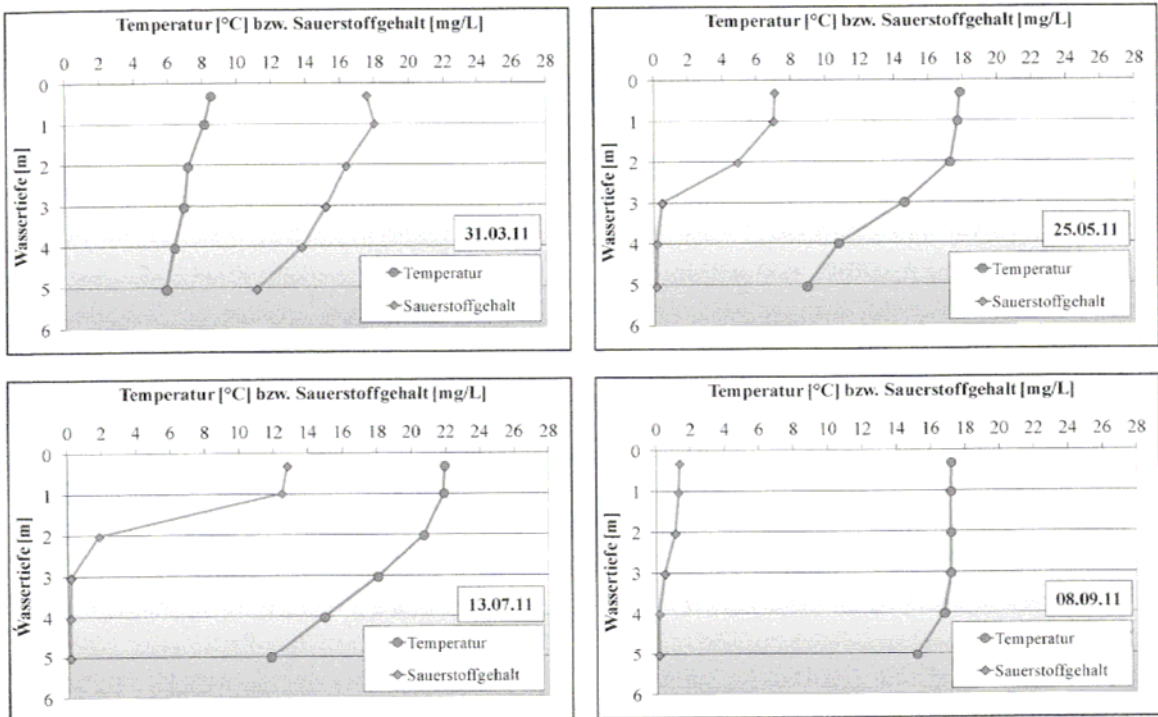 Temperatur [°C] bzw. Sauerstoffgehalt [mg/L]
0 2 4 6 8 10 12 14 16 18 20 22 24 26 28
0
1
2
3
4
5
6
Wassertiefe [m]
31.03.11
Temperatur
Sauerstoffgehalt
Temperatur [°C] bzw. Sauerstoffgehalt [mg/L]
0 2 4 6 8 10 12 14 16 18 20 22 24 26 28
0
1
2
3
4
5
6
Wassertiefe [m]
25.05.11
Temperatur
Sauerstoffgehalt
Temperatur [°C] bzw. Sauerstoffgehalt [mg/L]
0 2 4 6 8 10 12 14 16 18 20 22 24 26 28
0
1
2
3
4
5
6
Wassertiefe [m]
13.07.11
Temperatur
Sauerstoffgehalt
Temperatur [°C] bzw. Sauerstoffgehalt [mg/L]
0 2 4 6 8 10 12 14 16 18 20 22 24 26 28
0
1
2
3
4
5
6
Wassertiefe [m]
08.09.11
Temperatur
Sauerstoffgehalt